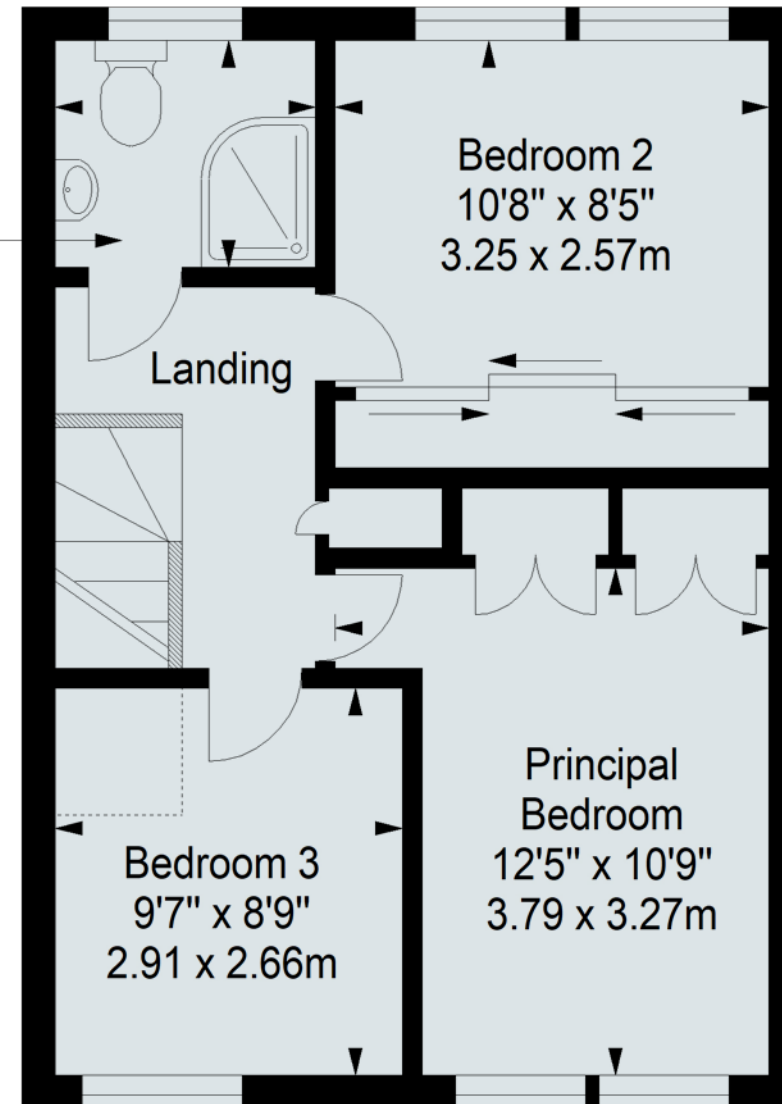 Bedroom 2
10'8" x 8'5"
3.25 x 2.57m
Landing
Principal
Bedroom
12'5" x 10'9"
3.79 x 3.27m
Bedroom 3
9'7" x 8'9"
2.91 x 2.66m